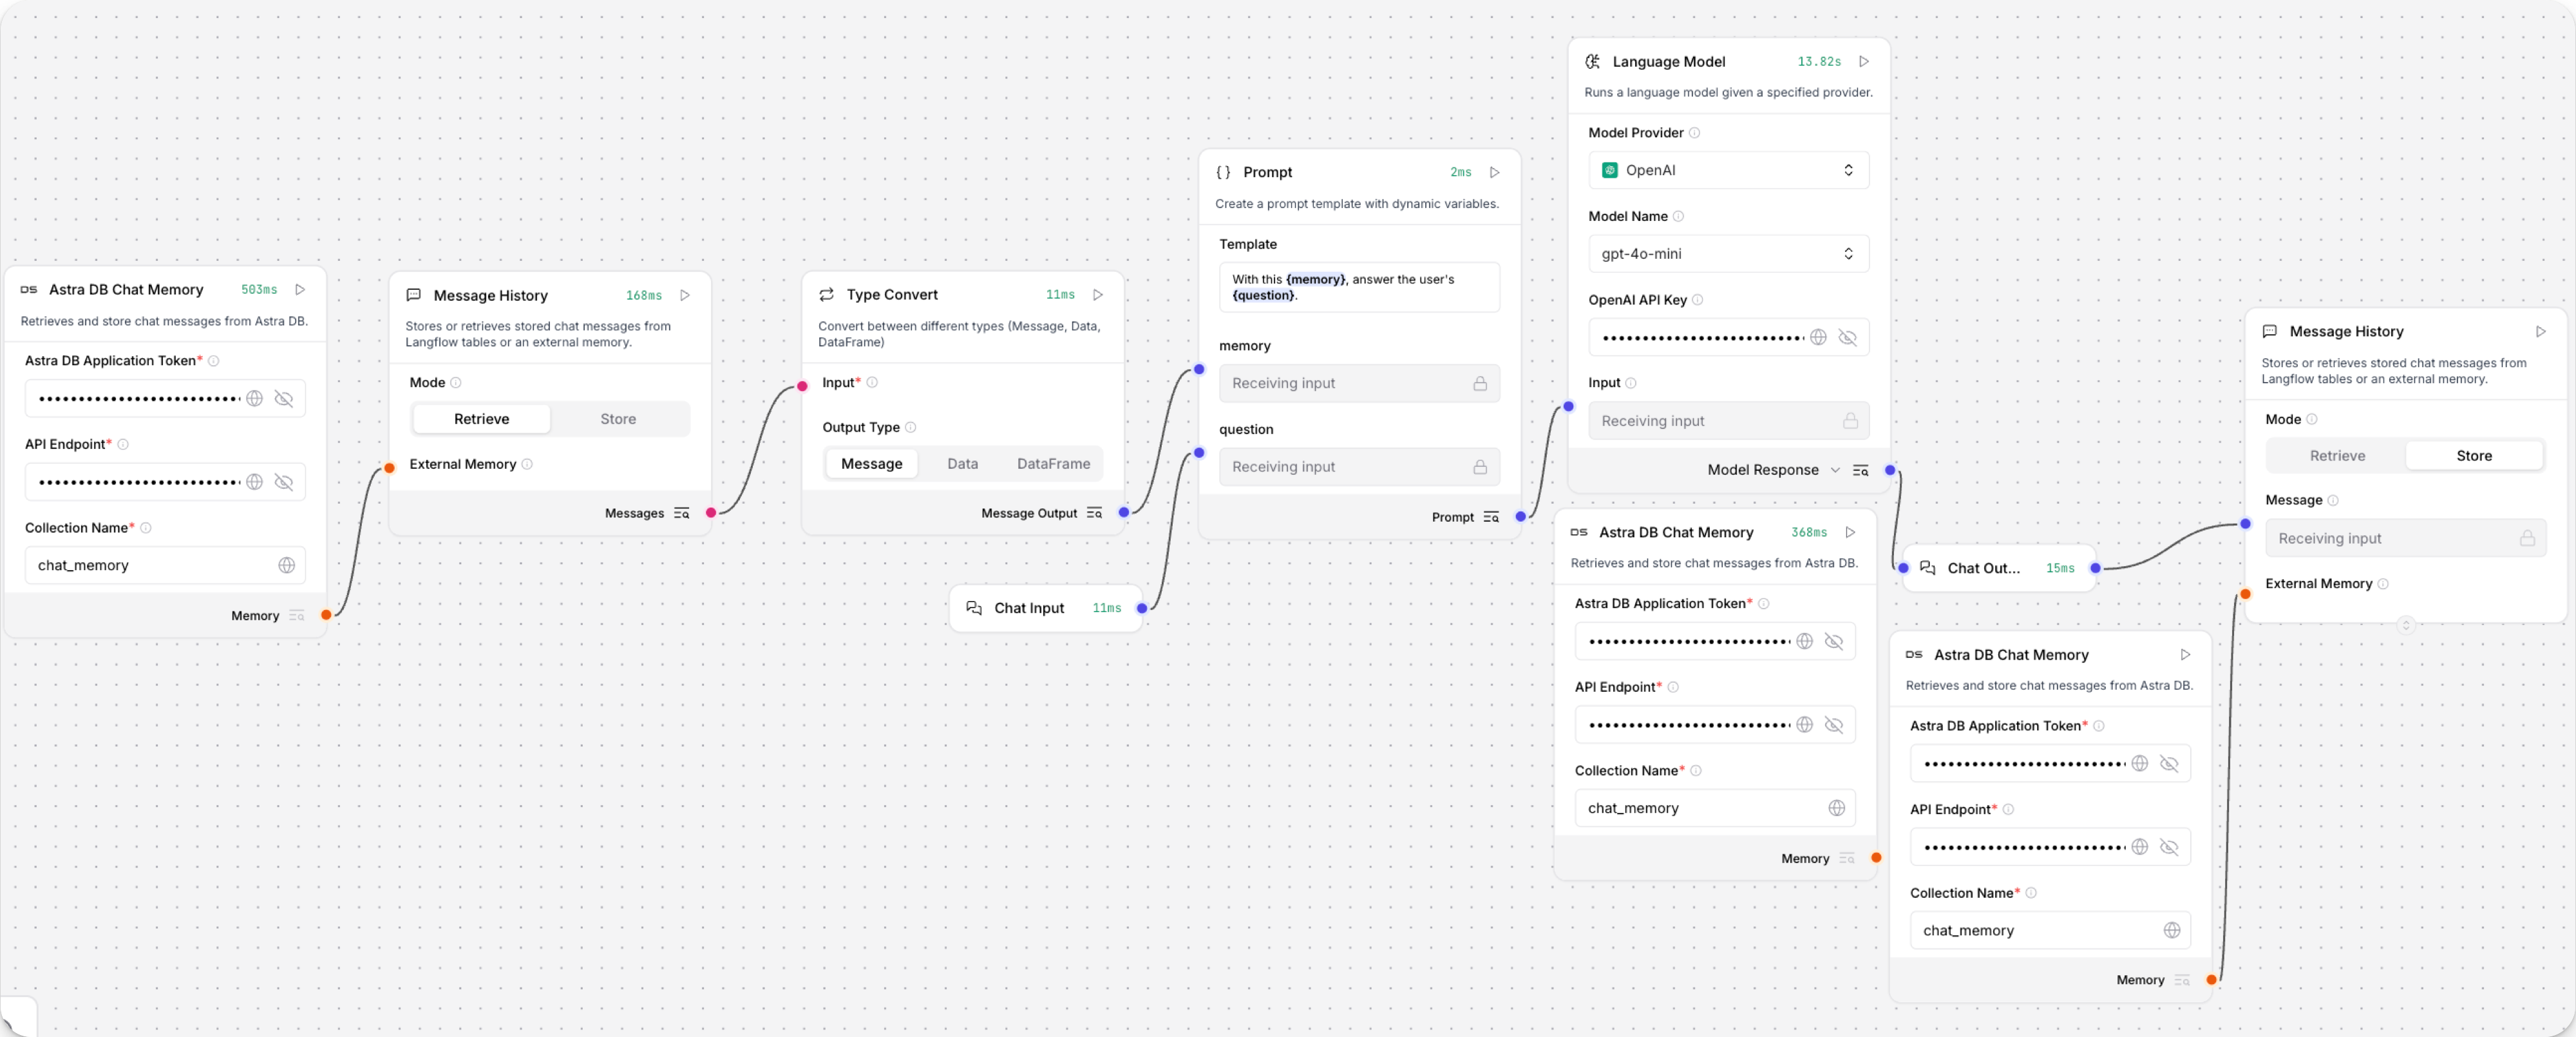 Astra DB Chat Memory 503ms
Retrieves and store chat messages from Astra DB.
Astra DB Application Token*
••••••••••••••••••••••••••
API Endpoint*
••••••••••••••••••••••••••
Collection Name*
chat_memory
Memory
Message History 168ms
Stores or retrieves stored chat messages from
Langflow tables or an external memory.
Mode
Retrieve Store
External Memory
Messages
Type Convert 11ms
Convert between different types (Message, Data,
DataFrame)
Input*
Output Type
Message Data DataFrame
Message Output
Chat Input 11ms
{ } Prompt 2ms
Create a prompt template with dynamic variables.
Template
With this {memory}, answer the user's
{question}.
memory
Receiving input
question
Receiving input
Prompt
Language Model 13.82s
Runs a language model given a specified provider.
Model Provider
OpenAI
Model Name
gpt-4o-mini
OpenAI API Key
••••••••••••••••••••••••••
Input
Receiving input
Model Response
Astra DB Chat Memory 368ms
Retrieves and store chat messages from Astra DB.
Astra DB Application Token*
••••••••••••••••••••••••••
API Endpoint*
••••••••••••••••••••••••••
Collection Name*
chat_memory
Memory
Chat Out... 15ms
Astra DB Chat Memory
Retrieves and store chat messages from Astra DB.
Astra DB Application Token*
••••••••••••••••••••••••••
API Endpoint*
••••••••••••••••••••••••••
Collection Name*
chat_memory
Memory
Message History
Stores or retrieves stored chat messages from
Langflow tables or an external memory.
Mode
Retrieve Store
Message
Receiving input
External Memory